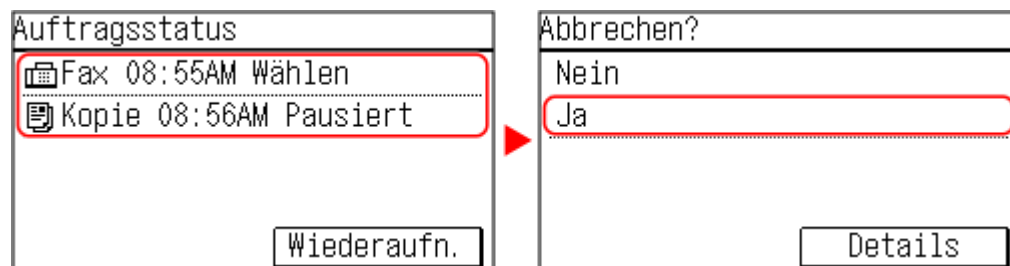 Auftragsstatus
Fax 08:55AM Wählen
Kopie 08:56AM Pausiert
Wiederaufn.
Abbrechen?
Nein
Ja
Details